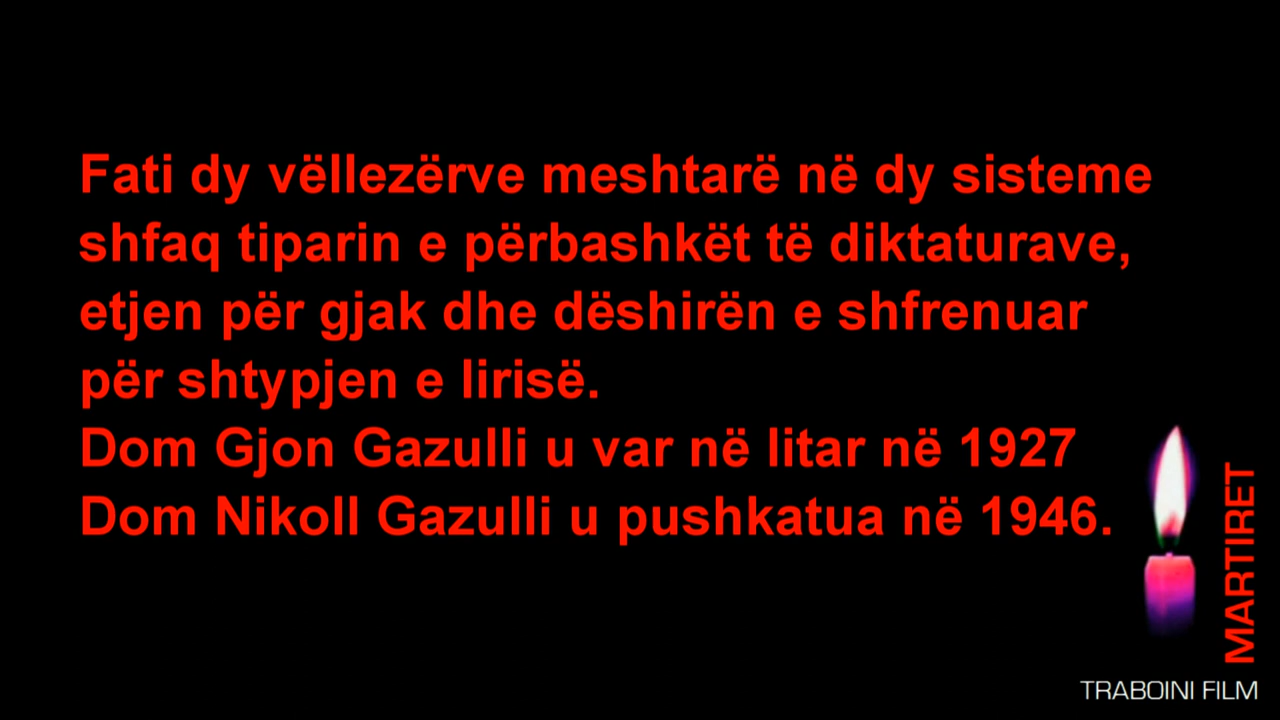 Fati dy vëllezërve meshtarë në dy sisteme
shfaq tiparin e përbashkët të diktaturave,
etjen për gjak dhe dëshirën e shfrenuar
për shtypjen e lirisë.
Dom Gjon Gazulli u var në litar në 1927
Dom Nikoll Gazulli u pushkatua në 1946.
MARTIRET
TRABOINI FILM